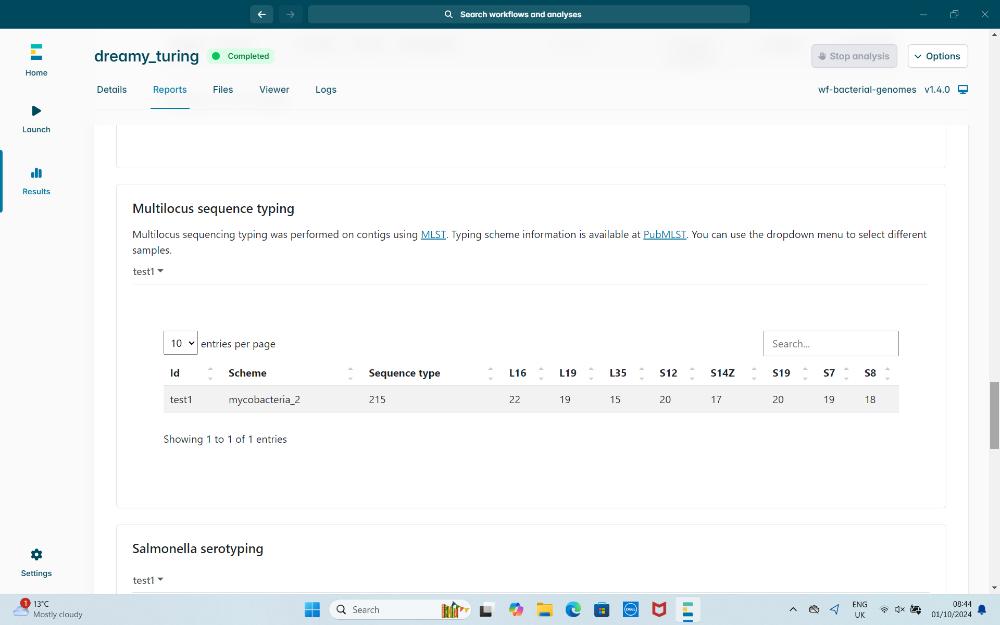 Search workflows and analyses
dreamy_turing Completed Stop analysis Options
Home
Details Reports Files Viewer Logs wf-bacterial-genomes v1.4.0
Launch
Results
Multilocus sequence typing
Multilocus sequencing typing was performed on contigs using MLST. Typing scheme information is available at PubMLST. You can use the dropdown menu to select different
samples.
test1
10 entries per page Search...
Id Scheme Sequence type L16 L19 L35 S12 S14Z S19 S7 S8
test1 mycobacteria_2 215 22 19 15 20 17 20 19 18
Showing 1 to 1 of 1 entries
Salmonella serotyping
Settings
test1
1 13°C
Mostly cloudy
Search
DELL
ENG
UK
08:44
01/10/2024